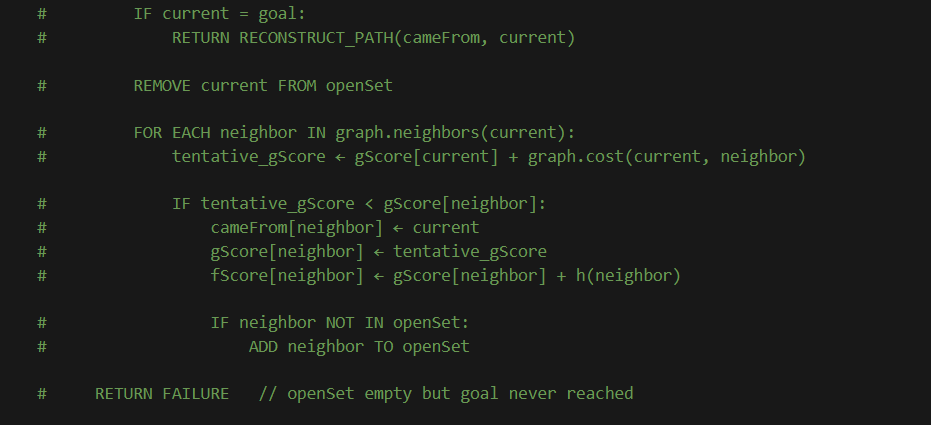 #         IF current = goal:
#             RETURN RECONSTRUCT_PATH(cameFrom, current)
#         REMOVE current FROM openSet
#         FOR EACH neighbor IN graph.neighbors(current):
#             tentative_gScore ← gScore[current] + graph.cost(current, neighbor)
#             IF tentative_gScore < gScore[neighbor]:
#                 cameFrom[neighbor] ← current
#                 gScore[neighbor] ← tentative_gScore
#                 fScore[neighbor] ← gScore[neighbor] + h(neighbor)
#                 IF neighbor NOT IN openSet:
#                     ADD neighbor TO openSet
#     RETURN FAILURE   // openSet empty but goal never reached